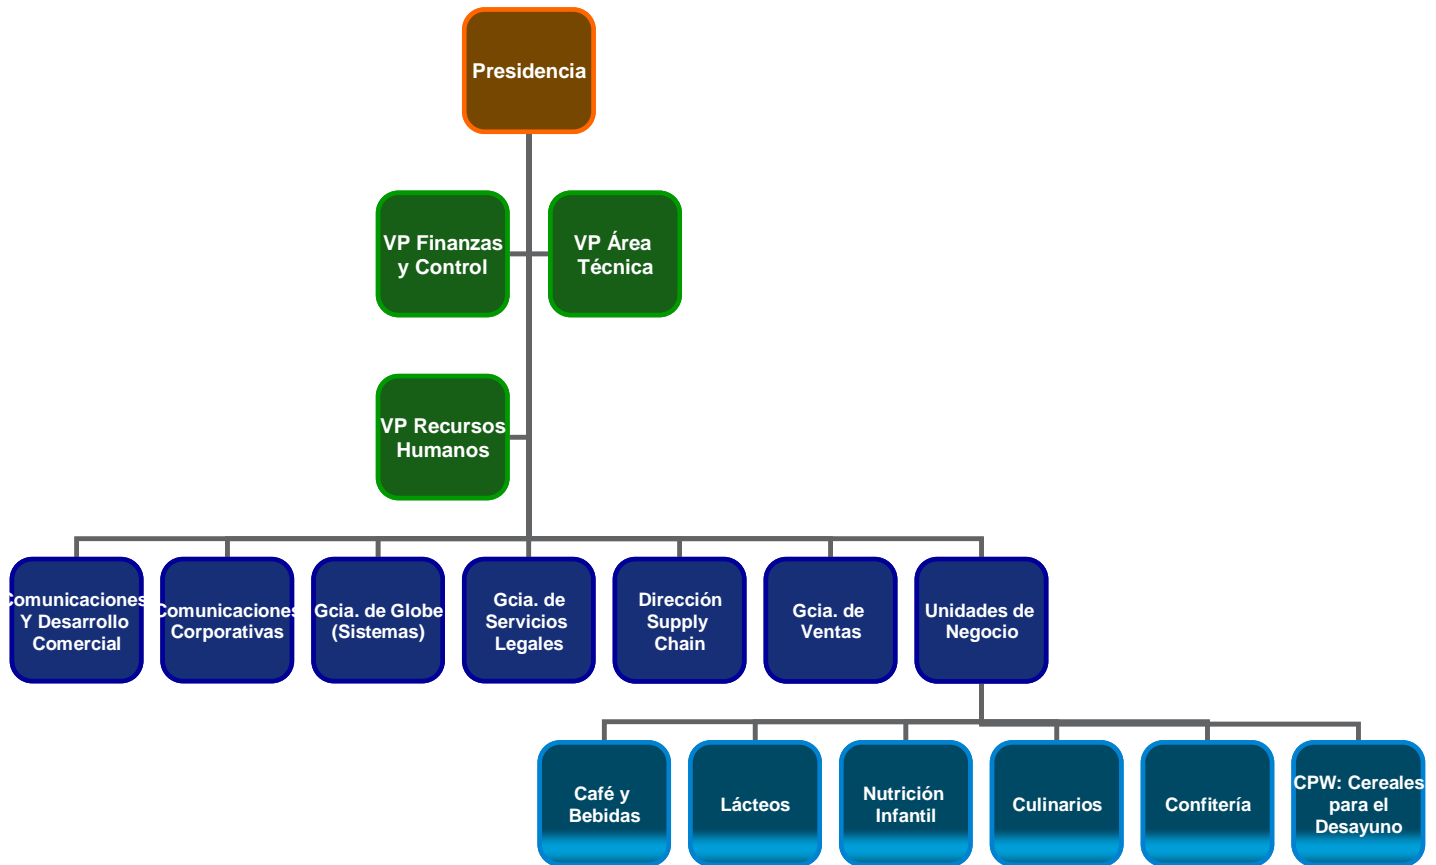 Presidencia
VP Finanzas
y Control
VP Área
Técnica
VP Recursos
Humanos
Comunicaciones
Y Desarrollo
Comercial
Comunicaciones
Corporativas
Gcia. de Globe
(Sistemas)
Gcia. de
Servicios
Legales
Dirección
Supply
Chain
Gcia. de
Ventas
Unidades de
Negocio
Café y
Bebidas
Lácteos
Nutrición
Infantil
Culinarios
Confitería
CPW: Cereales
para el
Desayuno